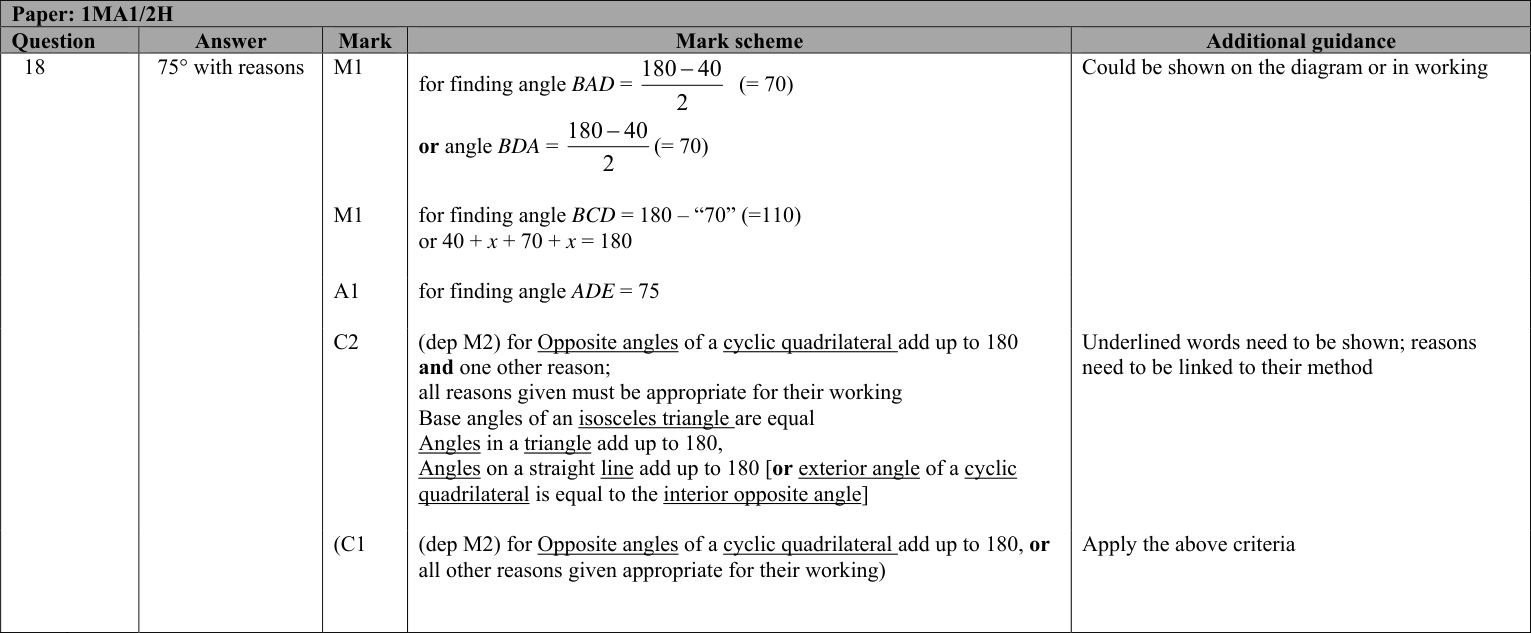 Paper: 1MA1/2H
Question Answer Mark Mark scheme Additional guidance
18 75° with reasons M1 for finding angle BAD = (180 – 40)/2 (= 70) Could be shown on the diagram or in working
or angle BDA = (180 – 40)/2 (= 70)
M1 for finding angle BCD = 180 – “70” (=110)
or 40 + x + 70 + x = 180
A1 for finding angle ADE = 75
C2 (dep M2) for Opposite angles of a cyclic quadrilateral add up to 180 Underlined words need to be shown; reasons
and one other reason; need to be linked to their method
all reasons given must be appropriate for their working
Base angles of an isosceles triangle are equal
Angles in a triangle add up to 180,
Angles on a straight line add up to 180 [or exterior angle of a cyclic
quadrilateral is equal to the interior opposite angle]
(C1 (dep M2) for Opposite angles of a cyclic quadrilateral add up to 180, or Apply the above criteria
all other reasons given appropriate for their working)